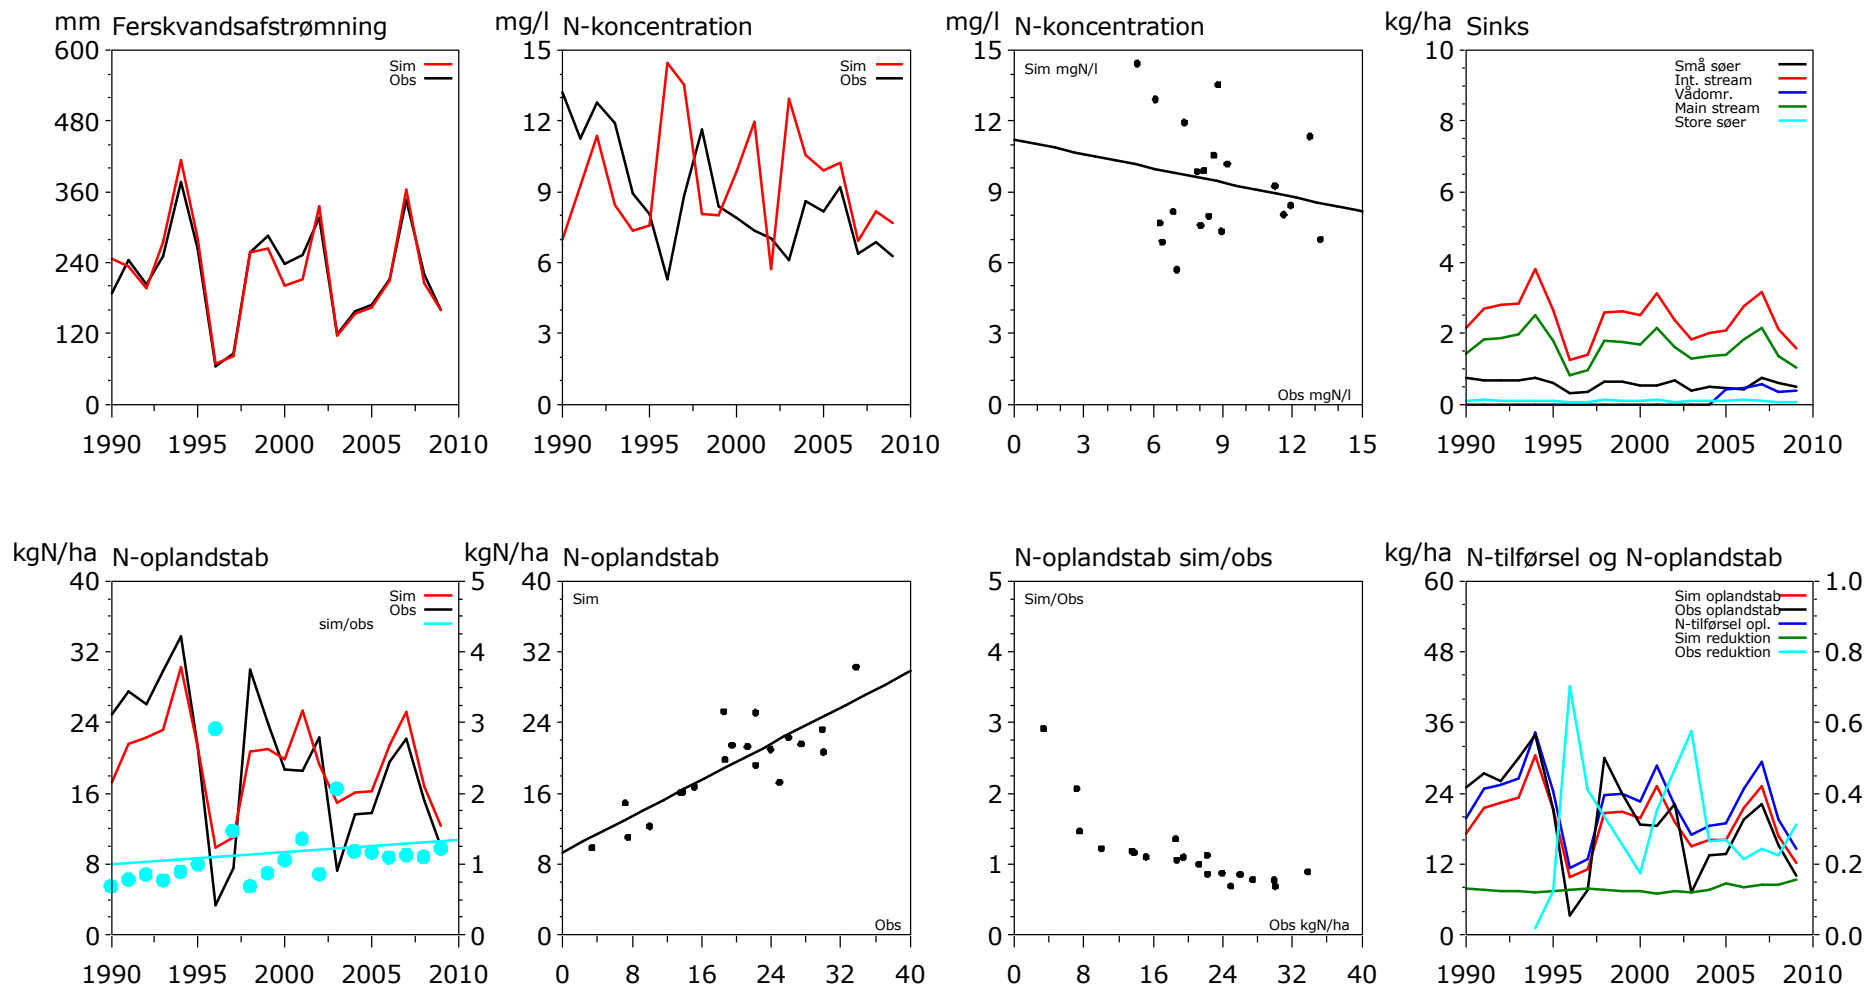 mm Ferskvandsafstrømning
600
480
360
240
120
0
1990 1995 2000 2005 2010
Sim
Obs
mg/l N-koncentration
15
12
9
6
3
0
1990 1995 2000 2005 2010
Sim
Obs
mg/l N-koncentration
15
12
9
6
3
0
0 3 6 9 12 15
Sim mgN/l
Obs mgN/l
kg/ha Sinks
10
8
6
4
2
0
1990 1995 2000 2005 2010
Små søer
Int. stream
Vådomr.
Main stream
Store søer
kgN/ha N-oplandstab
40
32
24
16
8
0
5
4
3
2
1
0
1990 1995 2000 2005 2010
Sim
Obs
sim/obs
kgN/ha N-oplandstab
40
32
24
16
8
0
0 8 16 24 32 40
Sim
Obs
N-oplandstab sim/obs
5
4
3
2
1
0
0 8 16 24 32 40
Sim/Obs
Obs kgN/ha
kg/ha N-tilførsel og N-oplandstab
60
48
36
24
12
0
1.0
0.8
0.6
0.4
0.2
0.0
1990 1995 2000 2005 2010
Sim oplandstab
Obs oplandstab
N-tilførsel opl.
Sim reduktion
Obs reduktion